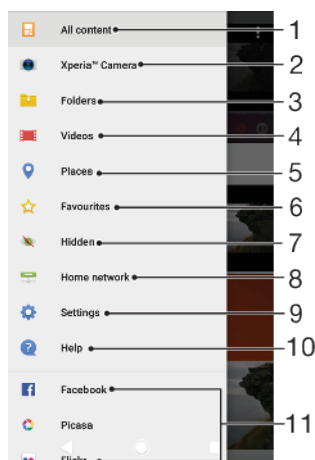 All content 1
Xperia™ Camera 2
Folders 3
Videos 4
Places 5
Favourites 6
Hidden 7
Home network 8
Settings 9
Help 10
Facebook 11
Picasa
Flickr